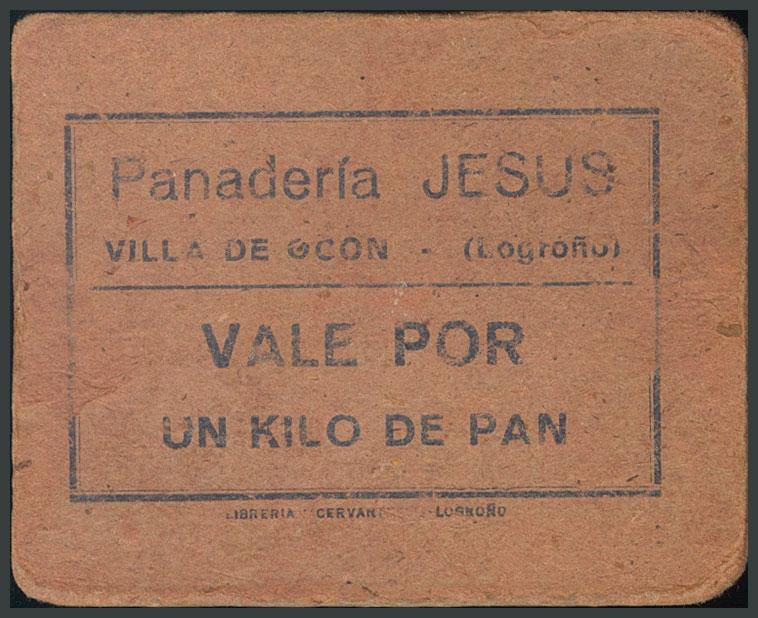 Panadería JESUS
VILLA DE OCON - (Logroño)
VALE POR
UN KILO DE PAN
LIBRERIA LOGROÑO